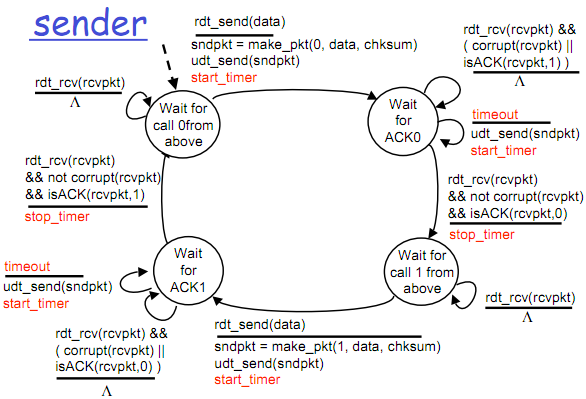 sender
rdt_send(data)
sndpkt = make_pkt(0, data, chksum)
udt_send(sndpkt)
start_timer
rdt_rcv(rcvpkt) &&
( corrupt(rcvpkt) ||
isACK(rcvpkt,1) )
Λ
rdt_rcv(rcvpkt)
Λ
Wait for
call 0from
above
Wait
for
ACK0
timeout
udt_send(sndpkt)
start_timer
rdt_rcv(rcvpkt)
&& not corrupt(rcvpkt)
&& isACK(rcvpkt,1)
stop_timer
rdt_rcv(rcvpkt)
&& not corrupt(rcvpkt)
&& isACK(rcvpkt,0)
stop_timer
timeout
udt_send(sndpkt)
start_timer
Wait
for
ACK1
Wait for
call 1 from
above
rdt_rcv(rcvpkt)
Λ
rdt_rcv(rcvpkt) &&
( corrupt(rcvpkt) ||
isACK(rcvpkt,0) )
Λ
rdt_send(data)
sndpkt = make_pkt(1, data, chksum)
udt_send(sndpkt)
start_timer